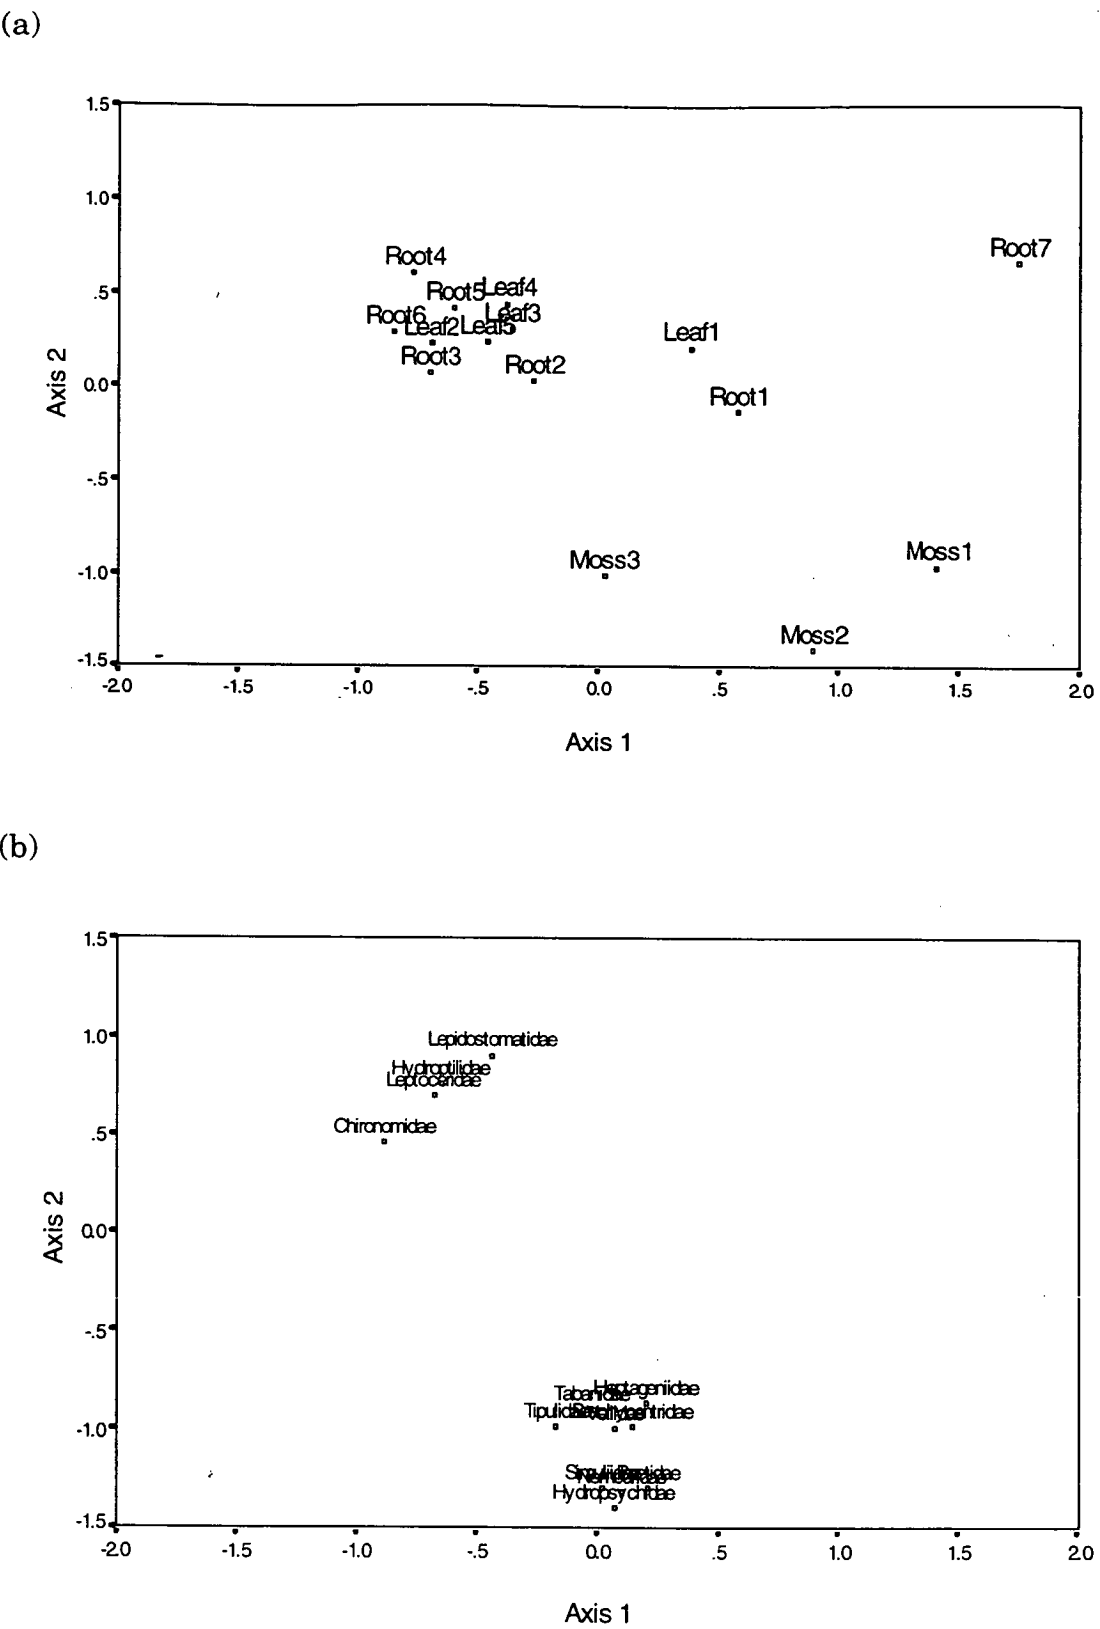 (a)
1.5
1.0
.5
0.0
-.5
-1.0
-1.5
Axis 2
Root4
Root7
Root5
Leaf4
Leaf3
Root6
Leaf2
Leaf5
Leaf1
Root3
Root2
Root1
Moss3
Moss1
Moss2
-2.0 -1.5 -1.0 -.5 0.0 .5 1.0 1.5 2.0
Axis 1
(b)
1.5
1.0
.5
0.0
-.5
-1.0
-1.5
Axis 2
Lepidostomatidae
Hydroptilidae
Leptoceridae
Chironomidae
Heptageniidae
Tabanidae
Tipulidae
Hydropsychidae
-2.0 -1.5 -1.0 -.5 0.0 .5 1.0 1.5 2.0
Axis 1